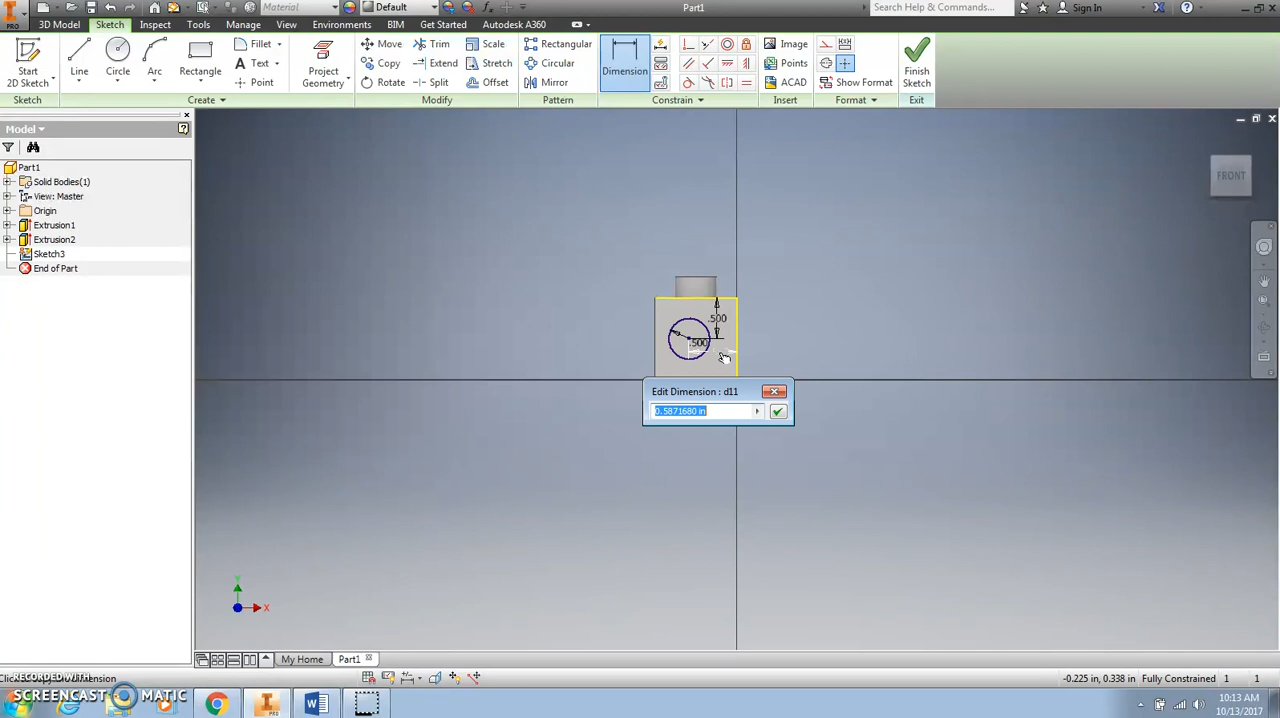 Material
Default
Part1
Search Help & Commands...
Sign In
PRO
3D Model
Sketch
Inspect
Tools
Manage
View
Environments
BIM
Get Started
Autodesk A360
Start
2D Sketch
Line
Circle
Arc
Rectangle
Fillet
Text
Point
Project
Geometry
Move
Copy
Rotate
Trim
Extend
Split
Scale
Stretch
Offset
Rectangular
Circular
Mirror
Dimension
Image
Points
ACAD
Show Format
Finish
Sketch
Sketch
Create
Modify
Pattern
Constrain
Insert
Format
Exit
Model
Part1
Solid Bodies(1)
View: Master
Origin
Extrusion1
Extrusion2
Sketch3
End of Part
FRONT
.500
.500
Edit Dimension : d11
0.5871680 in
Y
X
My Home
Part1
-0.225 in, 0.338 in
Fully Constrained
1
1
RECORDED WITH
SCREENCAST MATIC
PRO
10:13 AM
10/13/2017